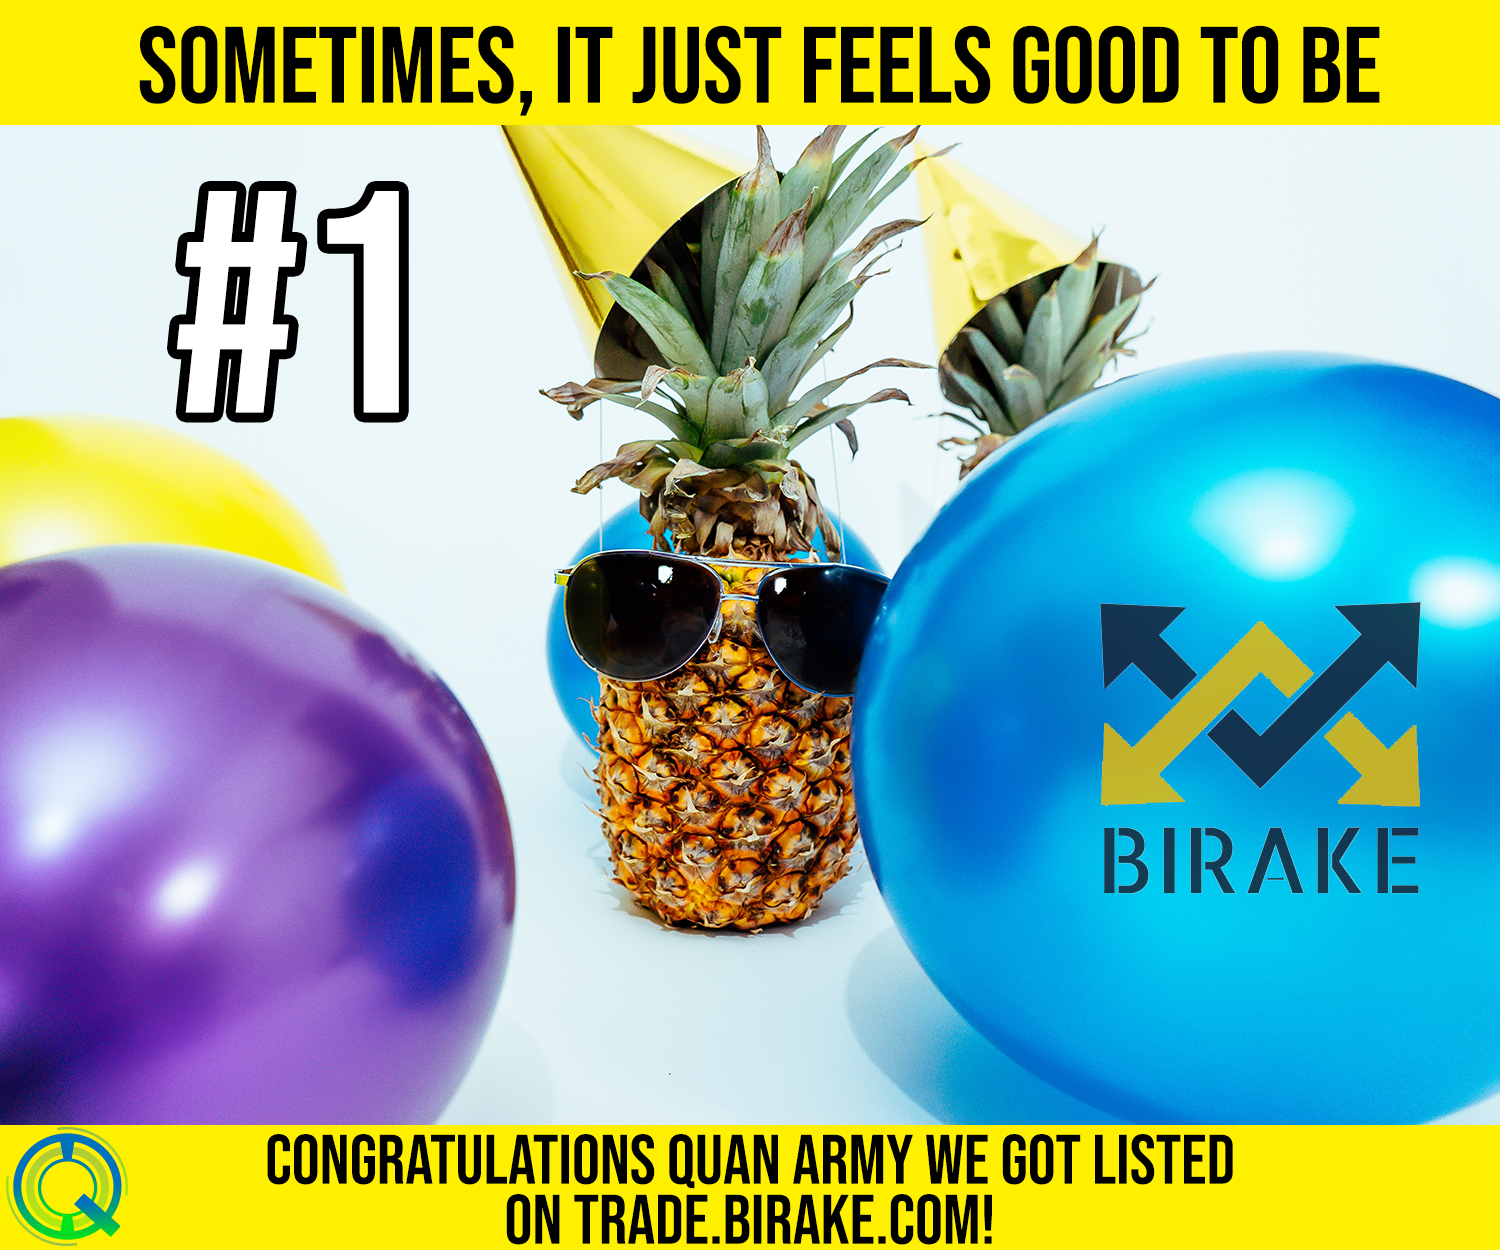 SOMETIMES, IT JUST FEELS GOOD TO BE
#1
BIRAKE
CONGRATULATIONS QUAN ARMY WE GOT LISTED
ON TRADE.BIRAKE.COM!